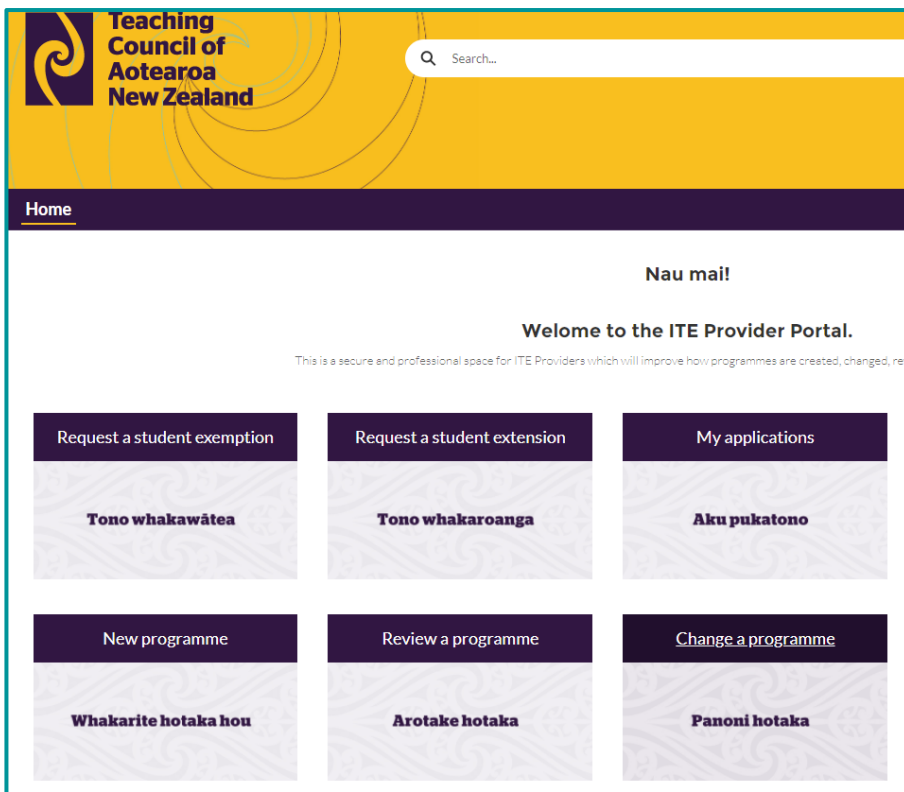 Teaching
Council of
Aotearoa
New Zealand
Search...
Home
Nau mai!
Welome to the ITE Provider Portal.
This is a secure and professional space for ITE Providers which will improve how programmes are created, changed, re
Request a student exemption
Request a student extension
My applications
Tono whakawātea
Tono whakaroanga
Aku pukatono
New programme
Review a programme
Change a programme
Whakarite hotaka hou
Arotake hotaka
Panoni hotaka